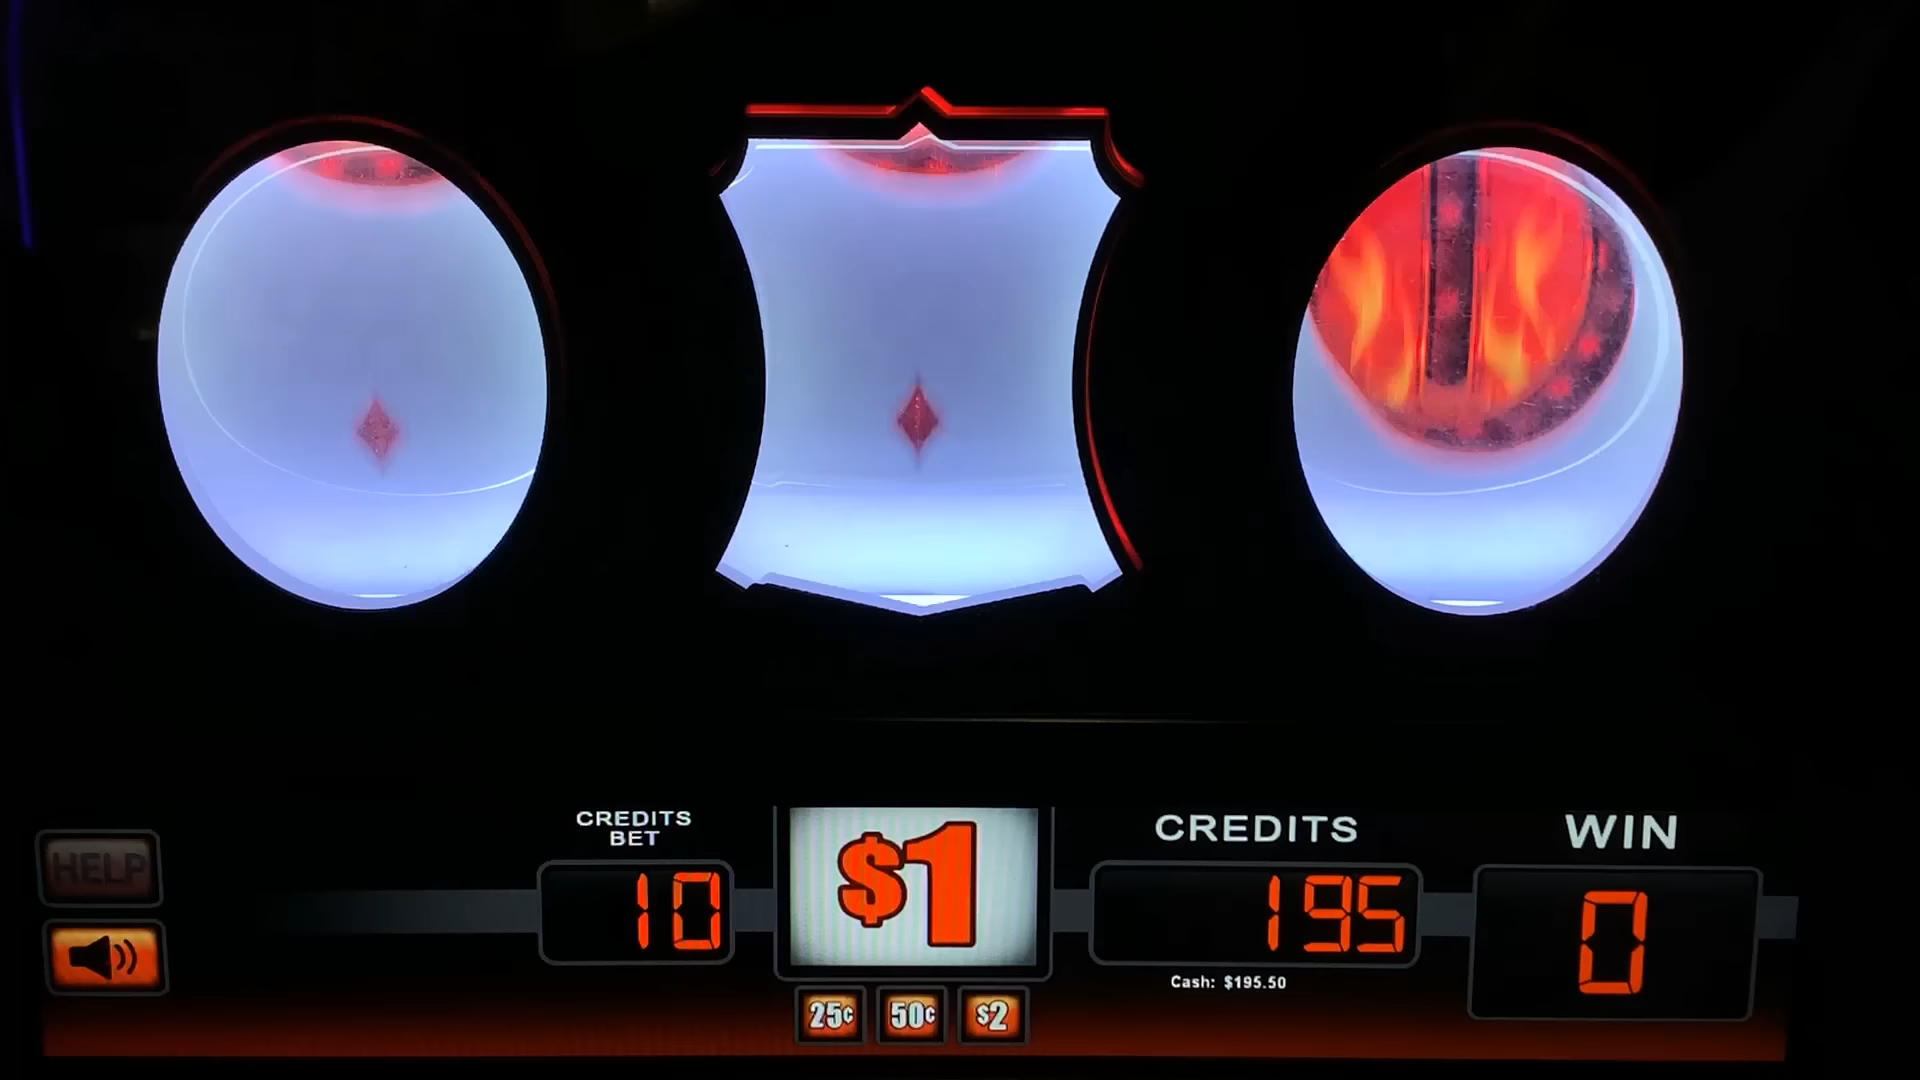 CREDITS
BET
10
$1
CREDITS
195
Cash: $195.50
WIN
0
HELP
25¢
50¢
$2